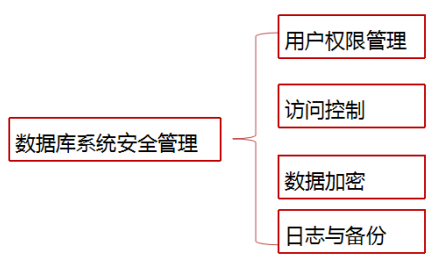 用户权限管理
访问控制
数据库系统安全管理
数据加密
日志与备份